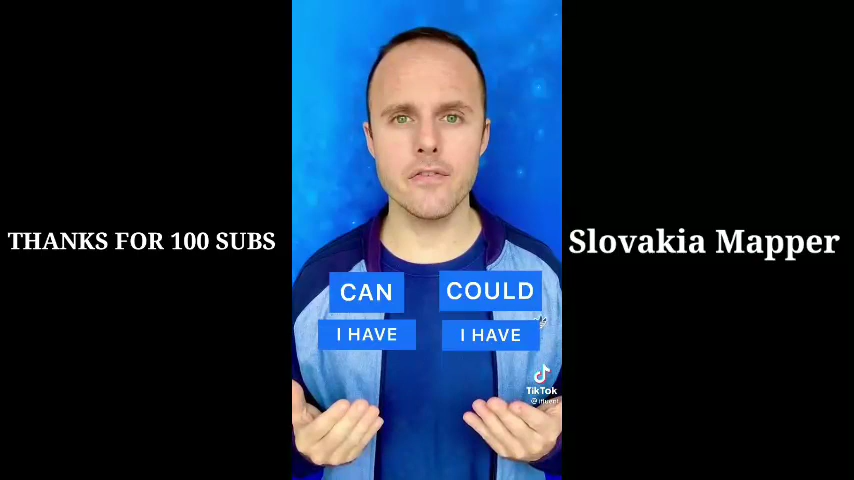 THANKS FOR 100 SUBS
Slovakia Mapper
CAN
COULD
I HAVE
I HAVE
TikTok